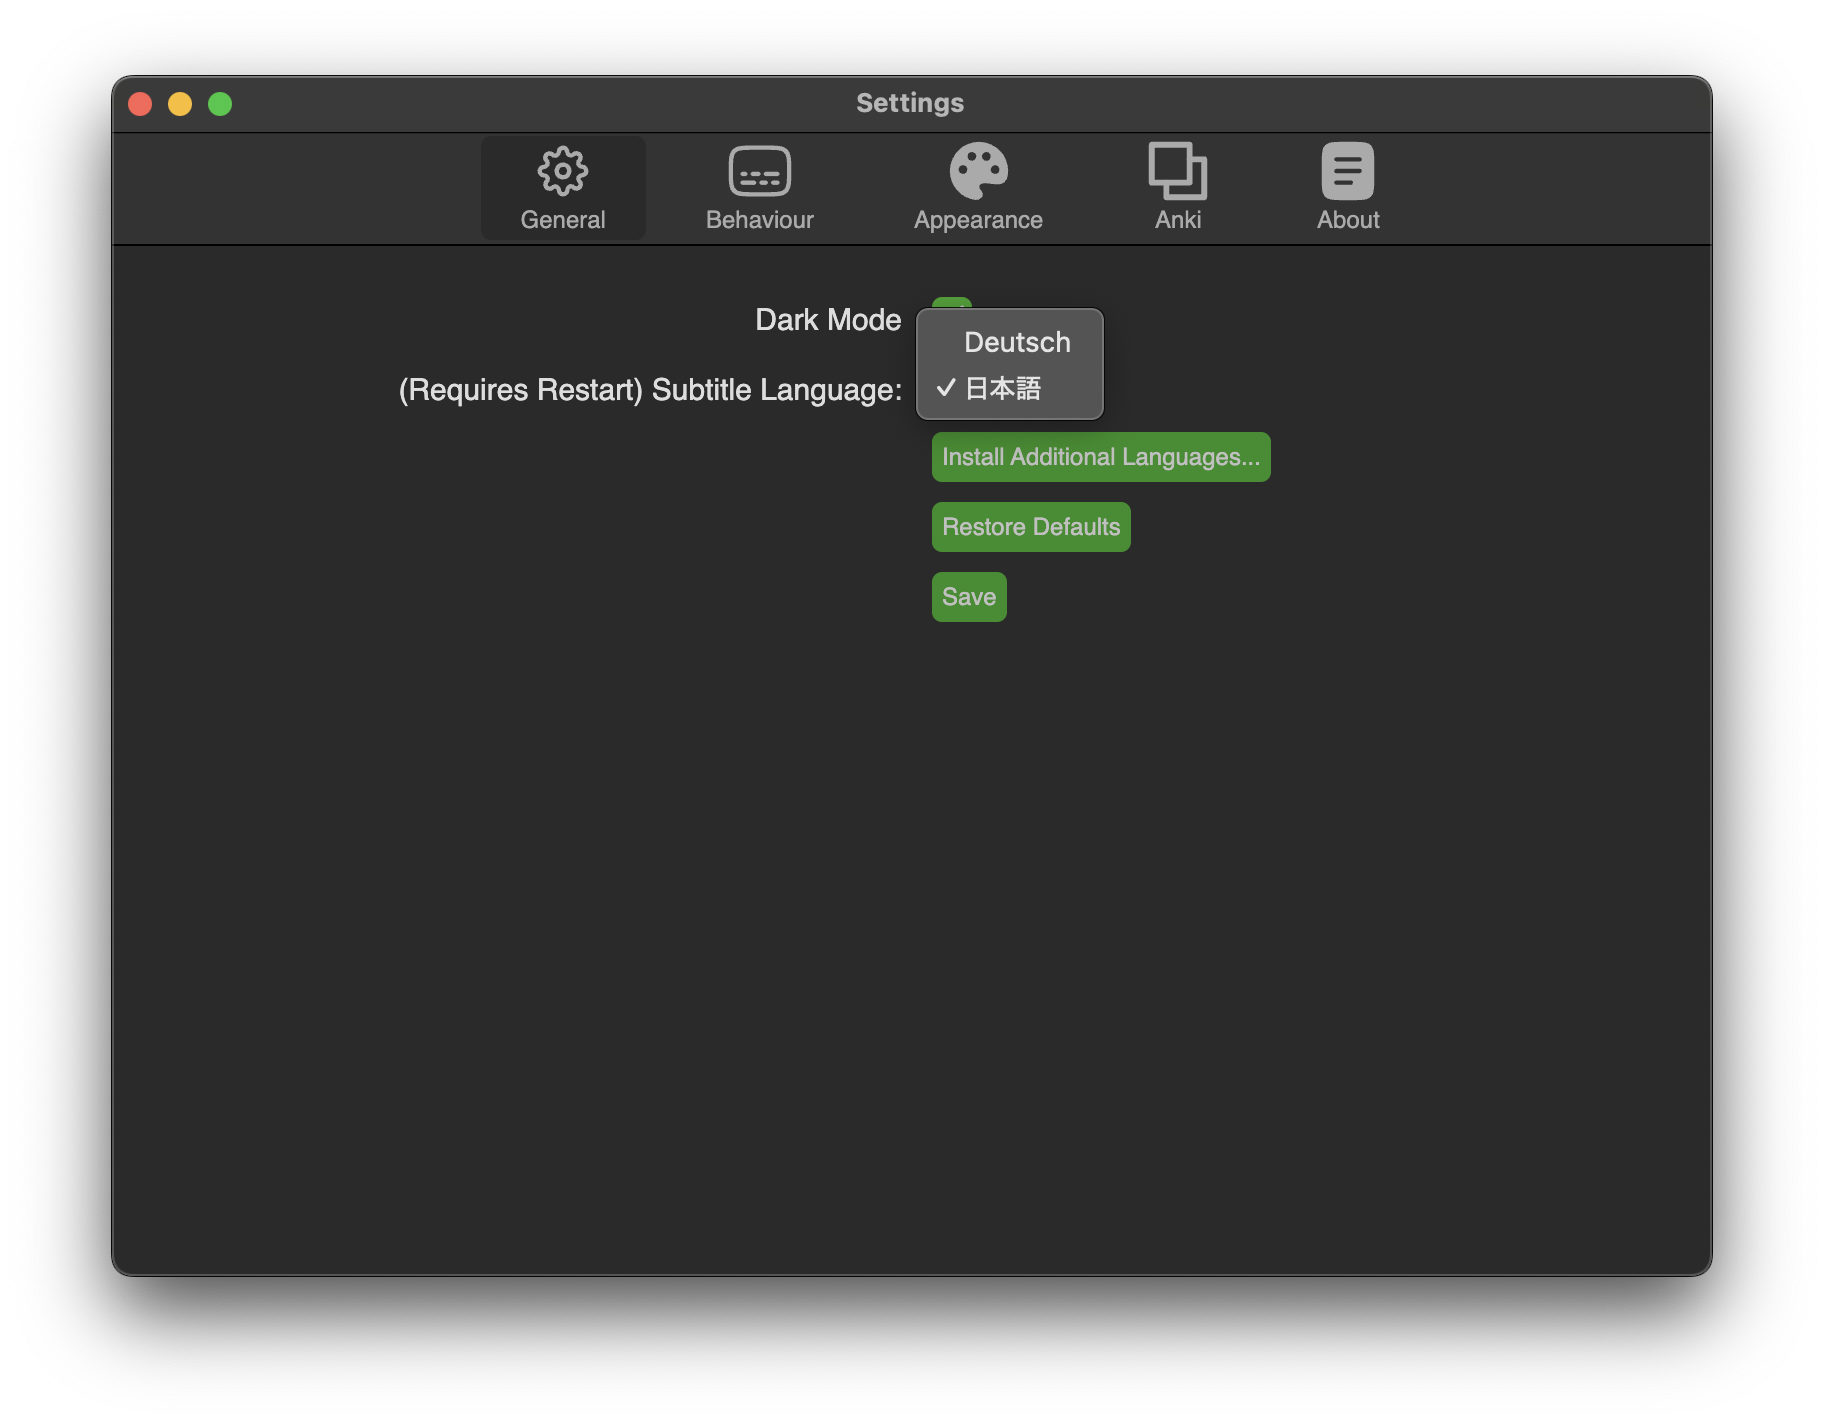 Settings
General
Behaviour
Appearance
Anki
About
Dark Mode
Deutsch
(Requires Restart) Subtitle Language:
✓ 日本語
Install Additional Languages...
Restore Defaults
Save